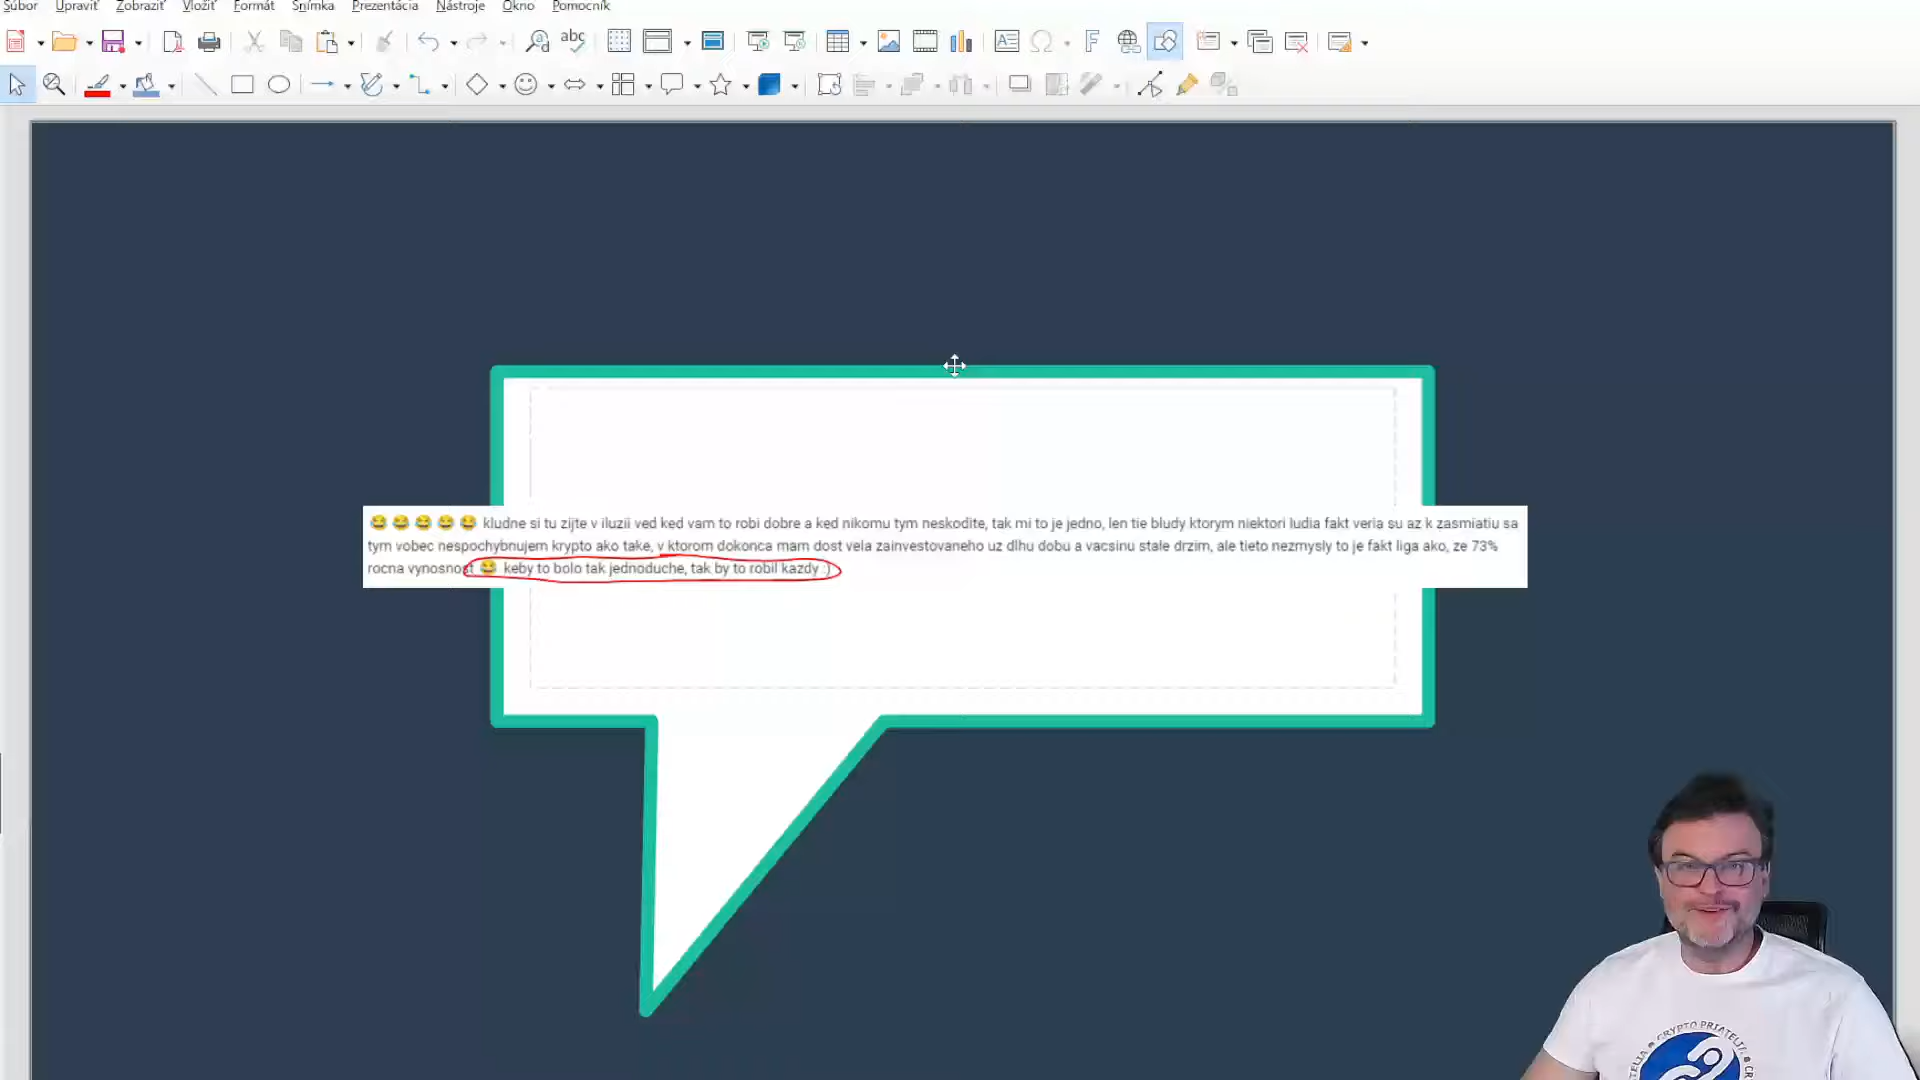 Súbor Upraviť Zobraziť Vložiť Formát Snímka Prezentácia Nástroje Okno Pomocník
😂 😂 😂 😂 😂 kludne si tu zijte v iluzii ved ked vam to robi dobre a ked nikomu tym neskodite, tak mi to je jedno, len tie bludy ktorym niektori ludia fakt veria su az k zasmiatiu sa
tym vobec nespochybnujem krypto ako take, v ktorom dokonca mam dost vela zainvestovaneho uz dlhu dobu a vacsinu stale drzim, ale tieto nezmysly to je fakt liga ako, ze 73%
rocna vynosnost 😂 keby to bolo tak jednoduche, tak by to robil kazdy :)
CRYPTO PRIATELIA